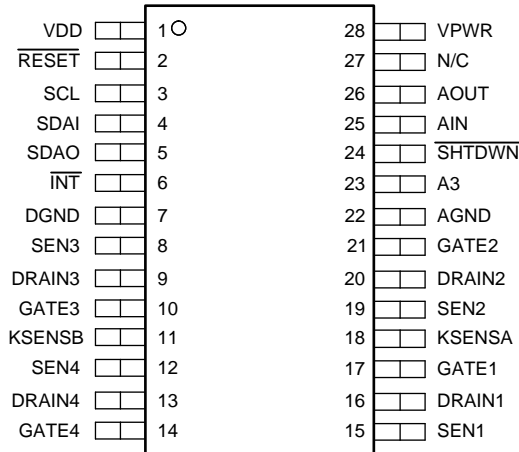 VDD 1 28 VPWR
RESET 2 27 N/C
SCL 3 26 AOUT
SDAI 4 25 AIN
SDAO 5 24 SHTDWN
INT 6 23 A3
DGND 7 22 AGND
SEN3 8 21 GATE2
DRAIN3 9 20 DRAIN2
GATE3 10 19 SEN2
KSENSB 11 18 KSENSA
SEN4 12 17 GATE1
DRAIN4 13 16 DRAIN1
GATE4 14 15 SEN1